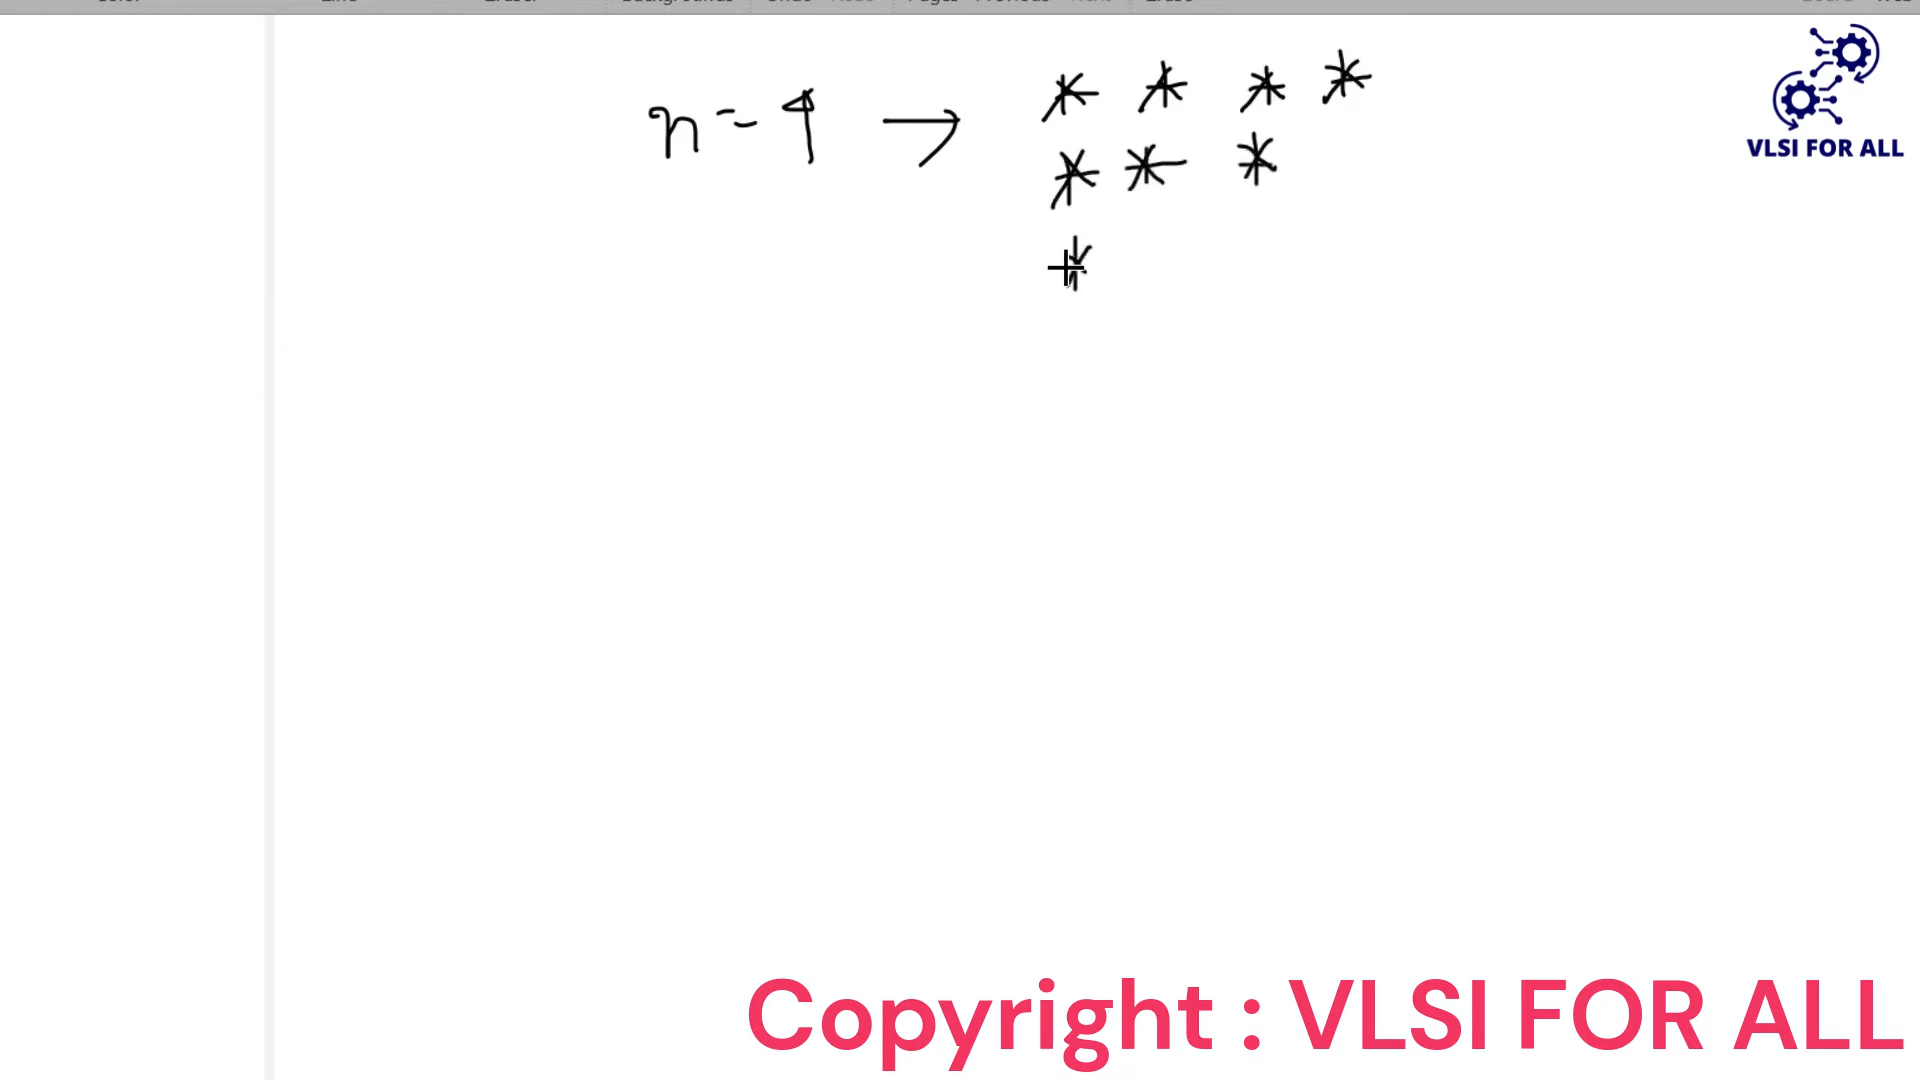 n = 4 → * * * *
* * *
*
VLSI FOR ALL
Copyright : VLSI FOR ALL